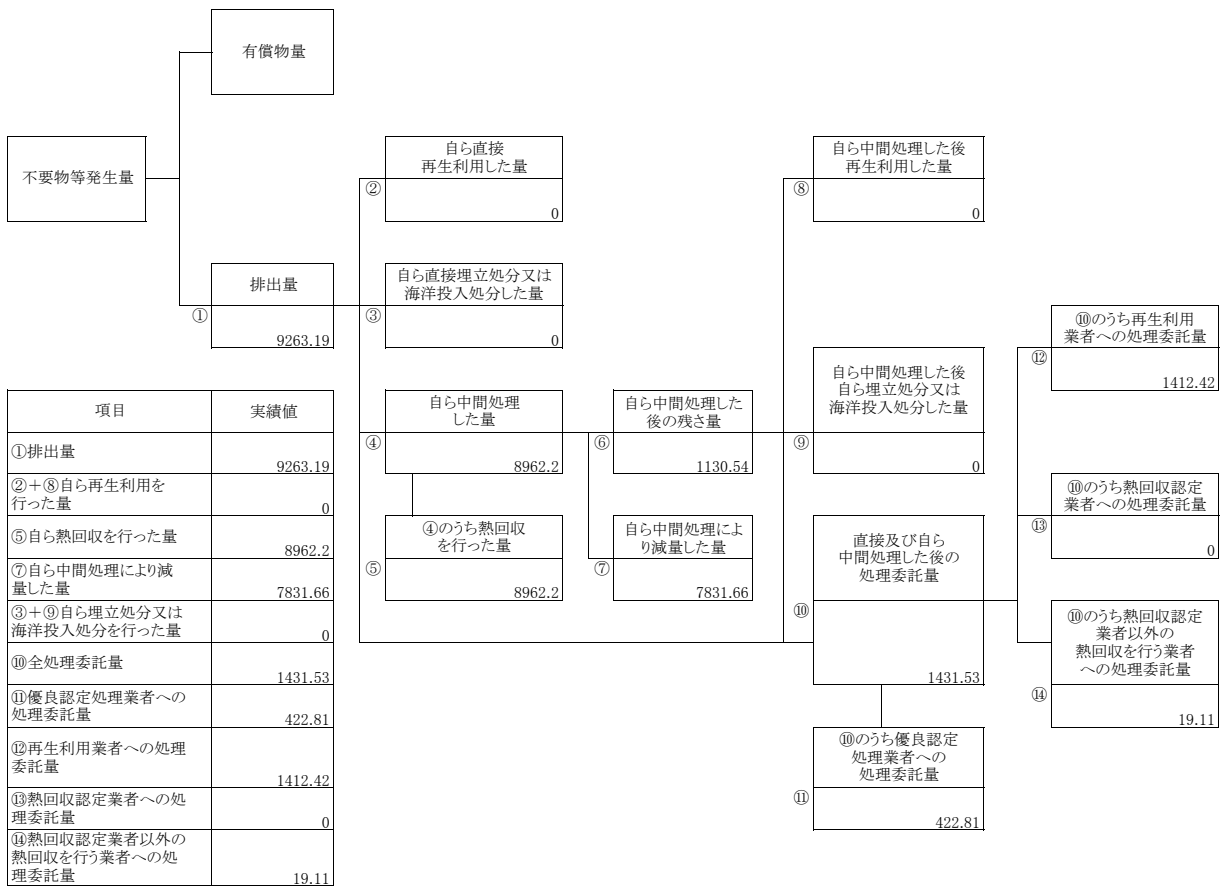 有償物量
不要物等発生量
自ら直接
再生利用した量
②
0
自ら中間処理した後
再生利用した量
⑧
0
排出量
①
9263.19
自ら直接埋立処分又は
海洋投入処分した量
③
0
⑩のうち再生利用
業者への処理委託量
⑫
1412.42
自ら中間処理
した量
④
8962.2
自ら中間処理した
後の残さ量
⑥
1130.54
自ら中間処理した後
自ら埋立処分又は
海洋投入処分した量
⑨
0
⑩のうち熱回収認定
業者への処理委託量
⑬
0
④のうち熱回収
を行った量
⑤
8962.2
自ら中間処理によ
り減量した量
⑦
7831.66
直接及び自ら
中間処理した後の
処理委託量
⑩
1431.53
⑩のうち熱回収認定
業者以外の
熱回収を行う業者
への処理委託量
⑭
19.11
⑩のうち優良認定
処理業者への
処理委託量
⑪
422.81
項目 実績値
①排出量 9263.19
②＋⑧自ら再生利用を
行った量 0
⑤自ら熱回収を行った量 8962.2
⑦自ら中間処理により減
量した量 7831.66
③＋⑨自ら埋立処分又は
海洋投入処分を行った量 0
⑩全処理委託量 1431.53
⑪優良認定処理業者への
処理委託量 422.81
⑫再生利用業者への処理
委託量 1412.42
⑬熱回収認定業者への処
理委託量 0
⑭熱回収認定業者以外の
熱回収を行う業者への処
理委託量 19.11